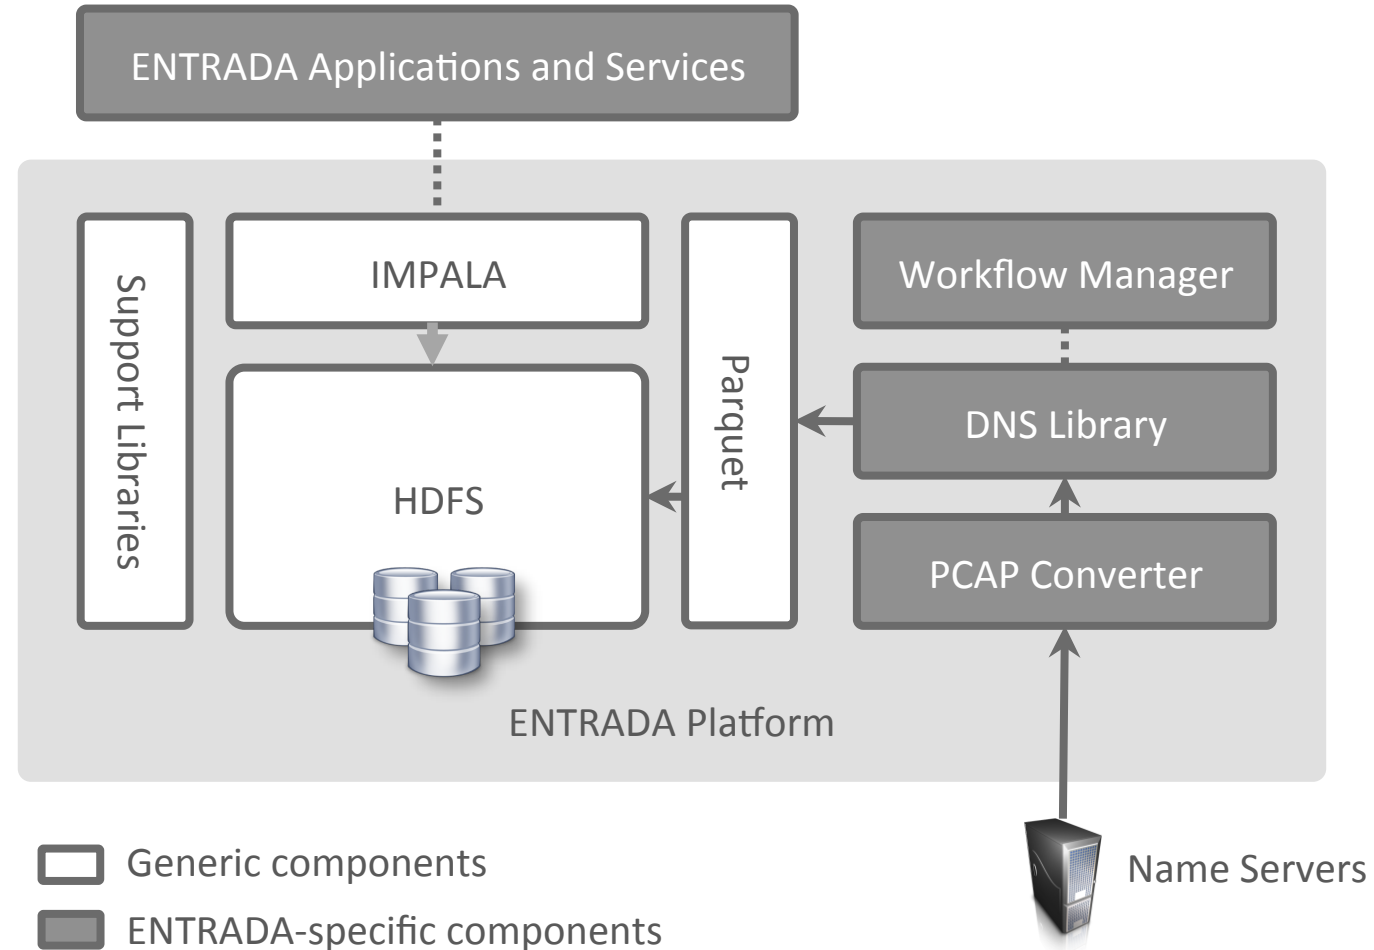 ENTRADA Applications and Services
Support Libraries
IMPALA
Parquet
Workflow Manager
DNS Library
HDFS
PCAP Converter
ENTRADA Platform
Generic components
Name Servers
ENTRADA-specific components